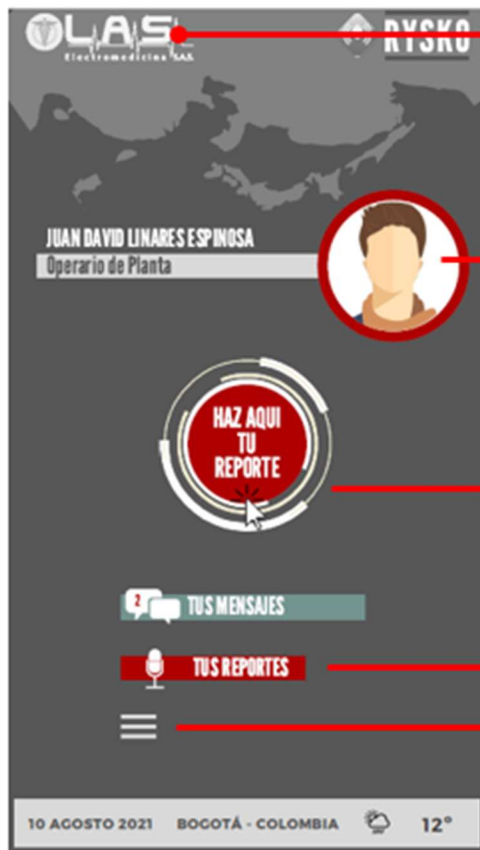 OLAS
Electromedicina S.A.S.
RYSKO
JUAN DAVID LINARES ESPINOSA
Operario de Planta
HAZ AQUI
TU
REPORTE
2
TUS MENSAJES
TUS REPORTES
10 AGOSTO 2021 BOGOTÁ - COLOMBIA 12°